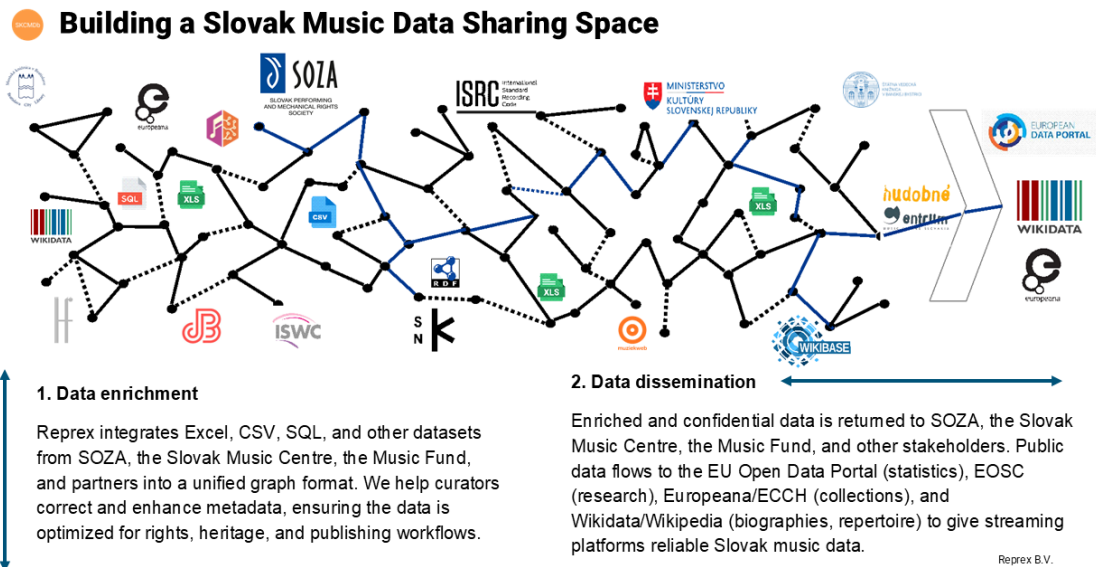 SKCMDb
Building a Slovak Music Data Sharing Space
europeana
SOZA
SLOVAK PERFORMING
AND MECHANICAL RIGHTS
SOCIETY
ISRC
International
Standard
Recording
Code
MINISTERSTVO
KULTÚRY
SLOVENSKEJ REPUBLIKY
EUROPEAN
DATA PORTAL
SQL
XLS
CSV
XLS
hudobné
centrum
WIKIDATA
WIKIDATA
RDF
XLS
europeana
ISWC
S
N
K
muziekweb
WIKIBASE
1. Data enrichment
Reprex integrates Excel, CSV, SQL, and other datasets
from SOZA, the Slovak Music Centre, the Music Fund,
and partners into a unified graph format. We help curators
correct and enhance metadata, ensuring the data is
optimized for rights, heritage, and publishing workflows.
2. Data dissemination
Enriched and confidential data is returned to SOZA, the Slovak
Music Centre, the Music Fund, and other stakeholders. Public
data flows to the EU Open Data Portal (statistics), EOSC
(research), Europeana/ECCH (collections), and
Wikidata/Wikipedia (biographies, repertoire) to give streaming
platforms reliable Slovak music data.
Reprex B.V.